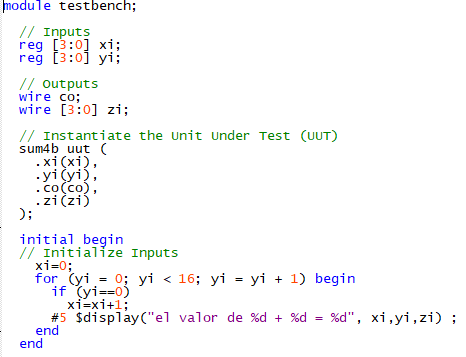 module testbench;
// Inputs
reg [3:0] xi;
reg [3:0] yi;
// Outputs
wire co;
wire [3:0] zi;
// Instantiate the Unit Under Test (UUT)
sum4b uut (
.xi(xi),
.yi(yi),
.co(co),
.zi(zi)
);
initial begin
// Initialize Inputs
xi=0;
for (yi = 0; yi < 16; yi = yi + 1) begin
if (yi==0)
xi=xi+1;
#5 $display("el valor de %d + %d = %d", xi,yi,zi) ;
end
end